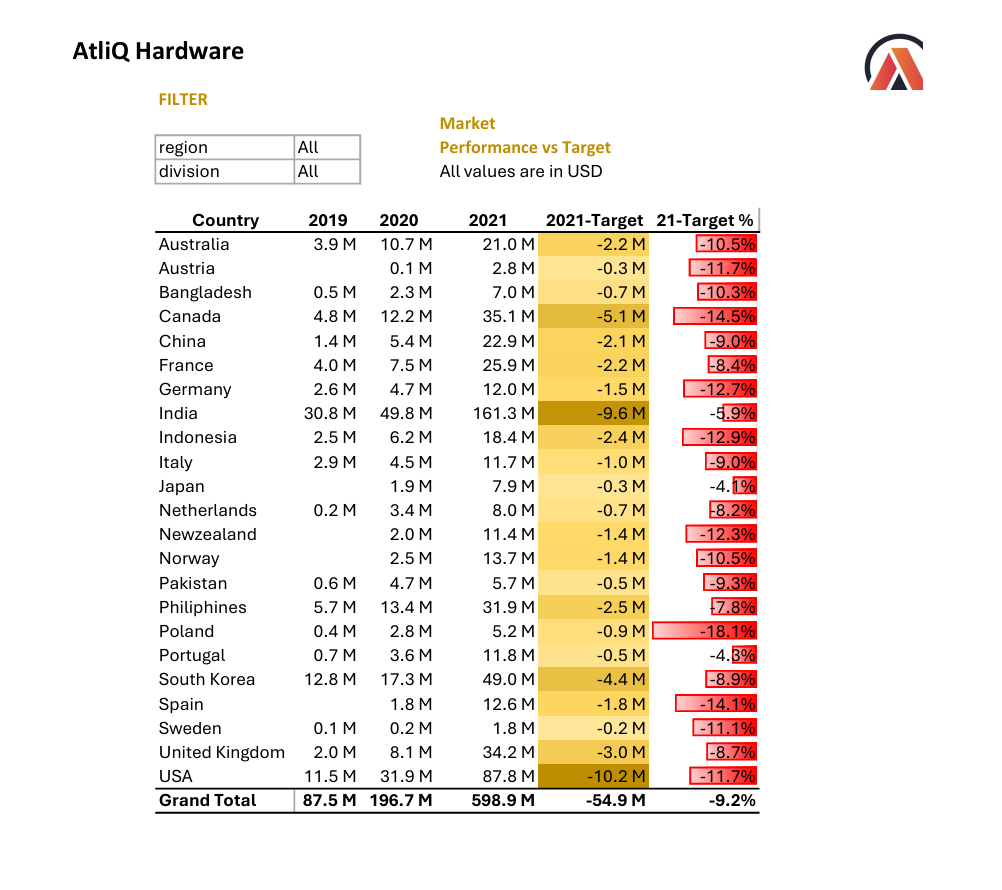 AtliQ Hardware
FILTER
Market
region All
Performance vs Target
division All
All values are in USD
Country 2019 2020 2021 2021-Target 21-Target %
Australia 3.9 M 10.7 M 21.0 M -2.2 M -10.5%
Austria 0.1 M 2.8 M -0.3 M -11.7%
Bangladesh 0.5 M 2.3 M 7.0 M -0.7 M -10.3%
Canada 4.8 M 12.2 M 35.1 M -5.1 M -14.5%
China 1.4 M 5.4 M 22.9 M -2.1 M -9.0%
France 4.0 M 7.5 M 25.9 M -2.2 M -8.4%
Germany 2.6 M 4.7 M 12.0 M -1.5 M -12.7%
India 30.8 M 49.8 M 161.3 M -9.6 M -5.9%
Indonesia 2.5 M 6.2 M 18.4 M -2.4 M -12.9%
Italy 2.9 M 4.5 M 11.7 M -1.0 M -9.0%
Japan 1.9 M 7.9 M -0.3 M -4.1%
Netherlands 0.2 M 3.4 M 8.0 M -0.7 M -8.2%
Newzealand 2.0 M 11.4 M -1.4 M -12.3%
Norway 2.5 M 13.7 M -1.4 M -10.5%
Pakistan 0.6 M 4.7 M 5.7 M -0.5 M -9.3%
Philiphines 5.7 M 13.4 M 31.9 M -2.5 M -7.8%
Poland 0.4 M 2.8 M 5.2 M -0.9 M -18.1%
Portugal 0.7 M 3.6 M 11.8 M -0.5 M -4.3%
South Korea 12.8 M 17.3 M 49.0 M -4.4 M -8.9%
Spain 1.8 M 12.6 M -1.8 M -14.1%
Sweden 0.1 M 0.2 M 1.8 M -0.2 M -11.1%
United Kingdom 2.0 M 8.1 M 34.2 M -3.0 M -8.7%
USA 11.5 M 31.9 M 87.8 M -10.2 M -11.7%
Grand Total 87.5 M 196.7 M 598.9 M -54.9 M -9.2%